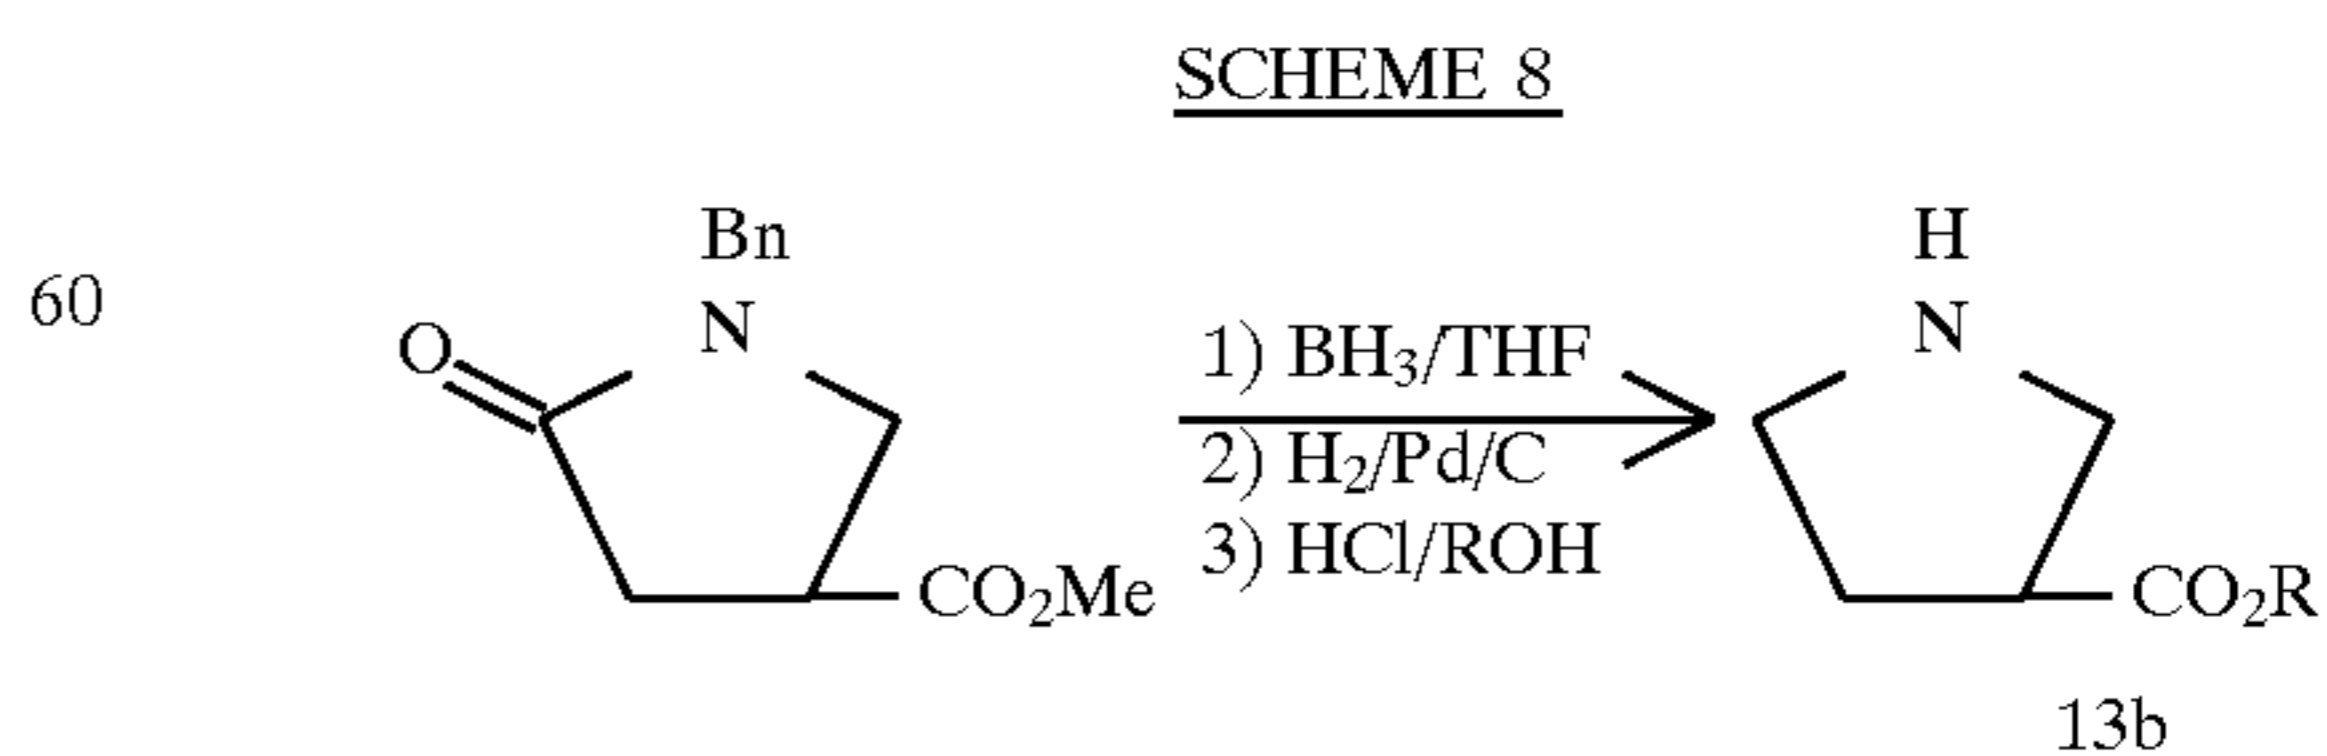 SCHEME 8
60
Bn
N
O
CO₂Me
1) BH₃/THF
2) H₂/Pd/C
3) HCl/ROH
H
N
CO₂R
13b